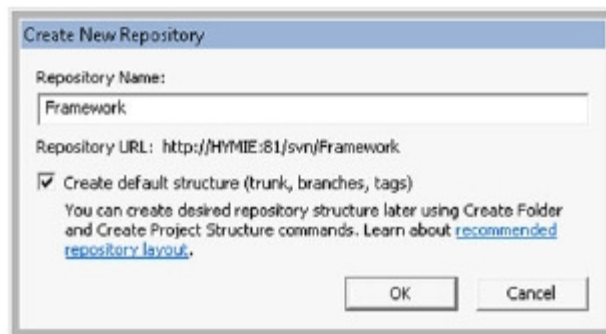 Create New Repository
Repository Name:
Framework
Repository URL: http://HYMIE:81/svn/Framework
Create default structure (trunk, branches, tags)
You can create desired repository structure later using Create Folder
and Create Project Structure commands. Learn about recommended
repository layout.
OK
Cancel